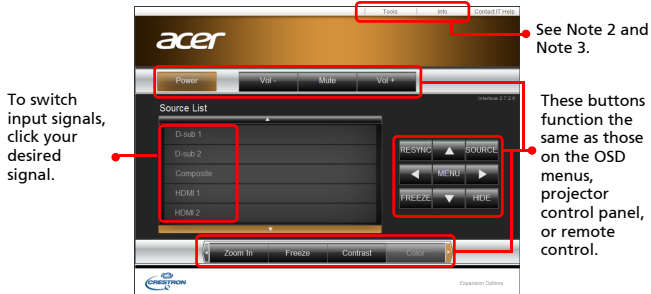 Tools Info Contact IT Help
See Note 2 and
Note 3.
acer
Power Vol - Mute Vol +
Interface 2.7.2.6
Source List
To switch
input signals,
click your
desired
signal.
D-sub 1
D-sub 2
Composite
HDMI 1
HDMI 2
RESYNC SOURCE
MENU
FREEZE HIDE
These buttons
function the
same as those
on the OSD
menus,
projector
control panel,
or remote
control.
Zoom In Freeze Contrast Color
CRESTRON
Expansion Options